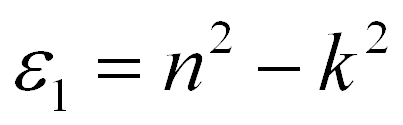 ε₁ = n² − k²